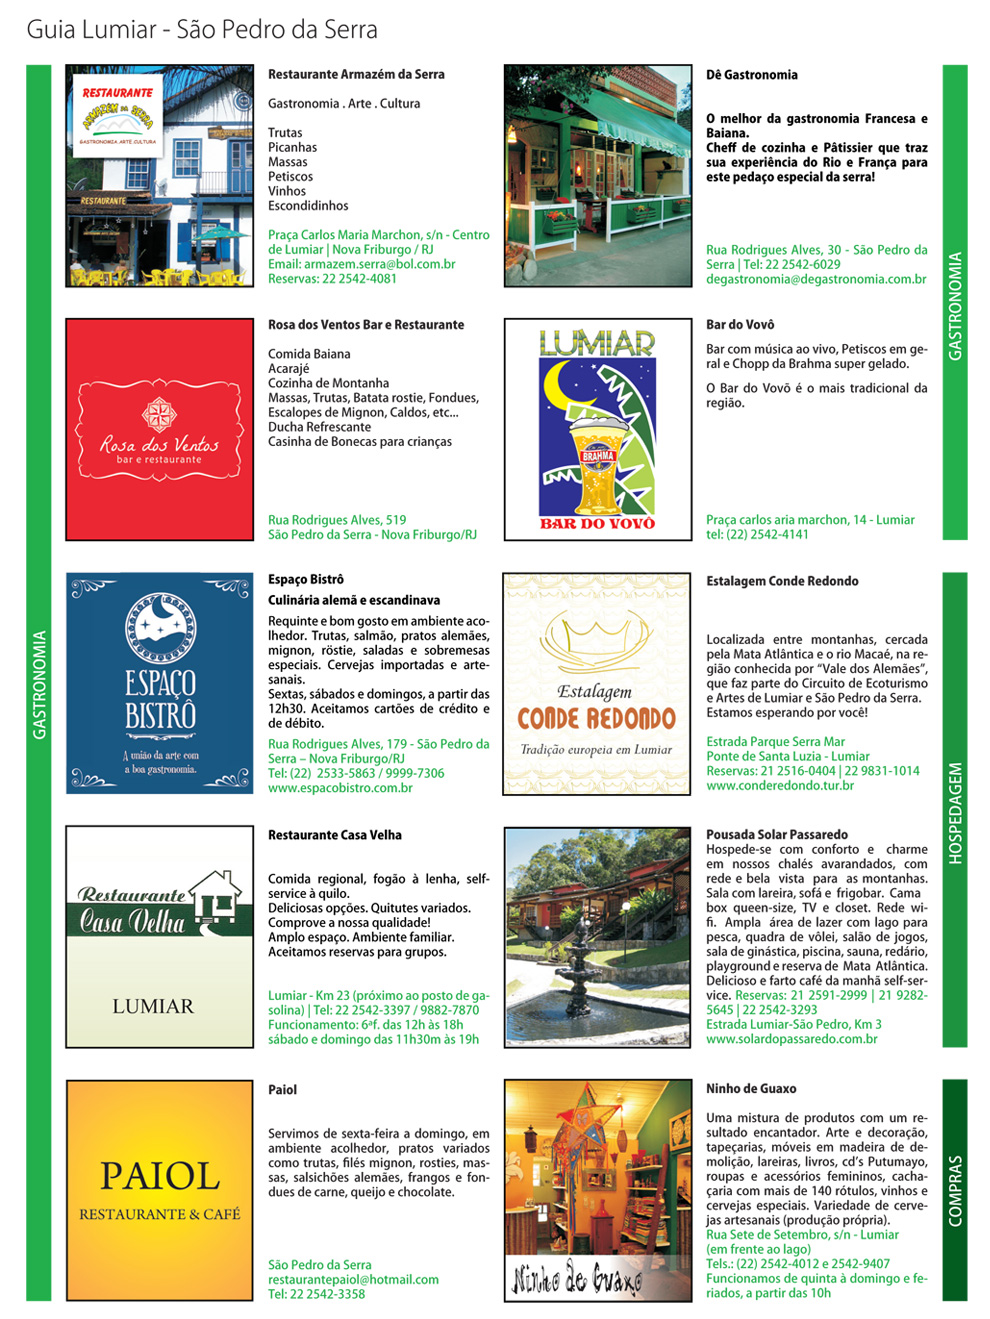 Guia Lumiar - São Pedro da Serra
GASTRONOMIA
RESTAURANTE
ARMAZÉM DA SERRA
GASTRONOMIA ARTE CULTURA
RESTAURANTE
Restaurante Armazém da Serra
Gastronomia . Arte . Cultura
Trutas
Picanhas
Massas
Petiscos
Vinhos
Escondidinhos
Praça Carlos Maria Marchon, s/n - Centro
de Lumiar | Nova Friburgo / RJ
Email: armazem.serra@bol.com.br
Reservas: 22 2542-4081
Rosa dos Ventos
bar e restaurante
Rosa dos Ventos Bar e Restaurante
Comida Baiana
Acarajé
Cozinha de Montanha
Massas, Trutas, Batata rostie, Fondues,
Escalopes de Mignon, Caldos, etc...
Ducha Refrescante
Casinha de Bonecas para crianças
Rua Rodrigues Alves, 519
São Pedro da Serra - Nova Friburgo/RJ
ESPAÇO
BISTRÔ
A união da arte com
a boa gastronomia.
Espaço Bistrô
Culinária alemã e escandinava
Requinte e bom gosto em ambiente aco-
lhedor. Trutas, salmão, pratos alemães,
mignon, röstie, saladas e sobremesas
especiais. Cervejas importadas e arte-
sanais.
Sextas, sábados e domingos, a partir das
12h30. Aceitamos cartões de crédito e
de débito.
Rua Rodrigues Alves, 179 - São Pedro da
Serra – Nova Friburgo/RJ
Tel: (22) 2533-5863 / 9999-7306
www.espacobistro.com.br
Restaurante
Casa Velha
LUMIAR
Restaurante Casa Velha
Comida regional, fogão à lenha, self-
service à quilo.
Deliciosas opções. Quitutes variados.
Comprove a nossa qualidade!
Amplo espaço. Ambiente familiar.
Aceitamos reservas para grupos.
Lumiar - Km 23 (próximo ao posto de ga-
solina) | Tel: 22 2542-3397 / 9882-7870
Funcionamento: 6ªf. das 12h às 18h
sábado e domingo das 11h30m às 19h
PAIOL
RESTAURANTE & CAFÉ
Paiol
Servimos de sexta-feira a domingo, em
ambiente acolhedor, pratos variados
como trutas, filés mignon, rosties, mas-
sas, salsichões alemães, frangos e fon-
dues de carne, queijo e chocolate.
São Pedro da Serra
restaurantepaiol@hotmail.com
Tel: 22 2542-3358
Dê Gastronomia
O melhor da gastronomia Francesa e
Baiana.
Cheff de cozinha e Pâtissier que traz
sua experiência do Rio e França para
este pedaço especial da serra!
Rua Rodrigues Alves, 30 - São Pedro da
Serra | Tel: 22 2542-6029
degastronomia@degastronomia.com.br
GASTRONOMIA
LUMIAR
BRAHMA
BAR DO VOVÔ
Bar do Vovô
Bar com música ao vivo, Petiscos em ge-
ral e Chopp da Brahma super gelado.
O Bar do Vovô é o mais tradicional da
região.
Praça carlos aria marchon, 14 - Lumiar
tel: (22) 2542-4141
Estalagem
CONDE REDONDO
Tradição europeia em Lumiar
Estalagem Conde Redondo
Localizada entre montanhas, cercada
pela Mata Atlântica e o rio Macaé, na re-
gião conhecida por “Vale dos Alemães”,
que faz parte do Circuito de Ecoturismo
e Artes de Lumiar e São Pedro da Serra.
Estamos esperando por você!
Estrada Parque Serra Mar
Ponte de Santa Luzia - Lumiar
Reservas: 21 2516-0404 | 22 9831-1014
www.conderedondo.tur.br
HOSPEDAGEM
Pousada Solar Passaredo
Hospede-se com conforto e charme
em nossos chalés avarandados, com
rede e bela vista para as montanhas.
Sala com lareira, sofá e frigobar. Cama
box queen-size, TV e closet. Rede wi-
fi. Ampla área de lazer com lago para
pesca, quadra de vôlei, salão de jogos,
sala de ginástica, piscina, sauna, redário,
playground e reserva de Mata Atlântica.
Delicioso e farto café da manhã self-ser-
vice. Reservas: 21 2591-2999 | 21 9282-
5645 | 22 2542-3293
Estrada Lumiar-São Pedro, Km 3
www.solardopassaredo.com.br
Ninho de Guaxo
Ninho de Guaxo
Uma mistura de produtos com um re-
sultado encantador. Arte e decoração,
tapeçarias, móveis em madeira de de-
molição, lareiras, livros, cd’s Putumayo,
roupas e acessórios femininos, cacha-
çaria com mais de 140 rótulos, vinhos e
cervejas especiais. Variedade de cerve-
jas artesanais (produção própria).
Rua Sete de Setembro, s/n - Lumiar
(em frente ao lago)
Tels.: (22) 2542-4012 e 2542-9407
Funcionamos de quinta à domingo e fe-
riados, a partir das 10h
COMPRAS